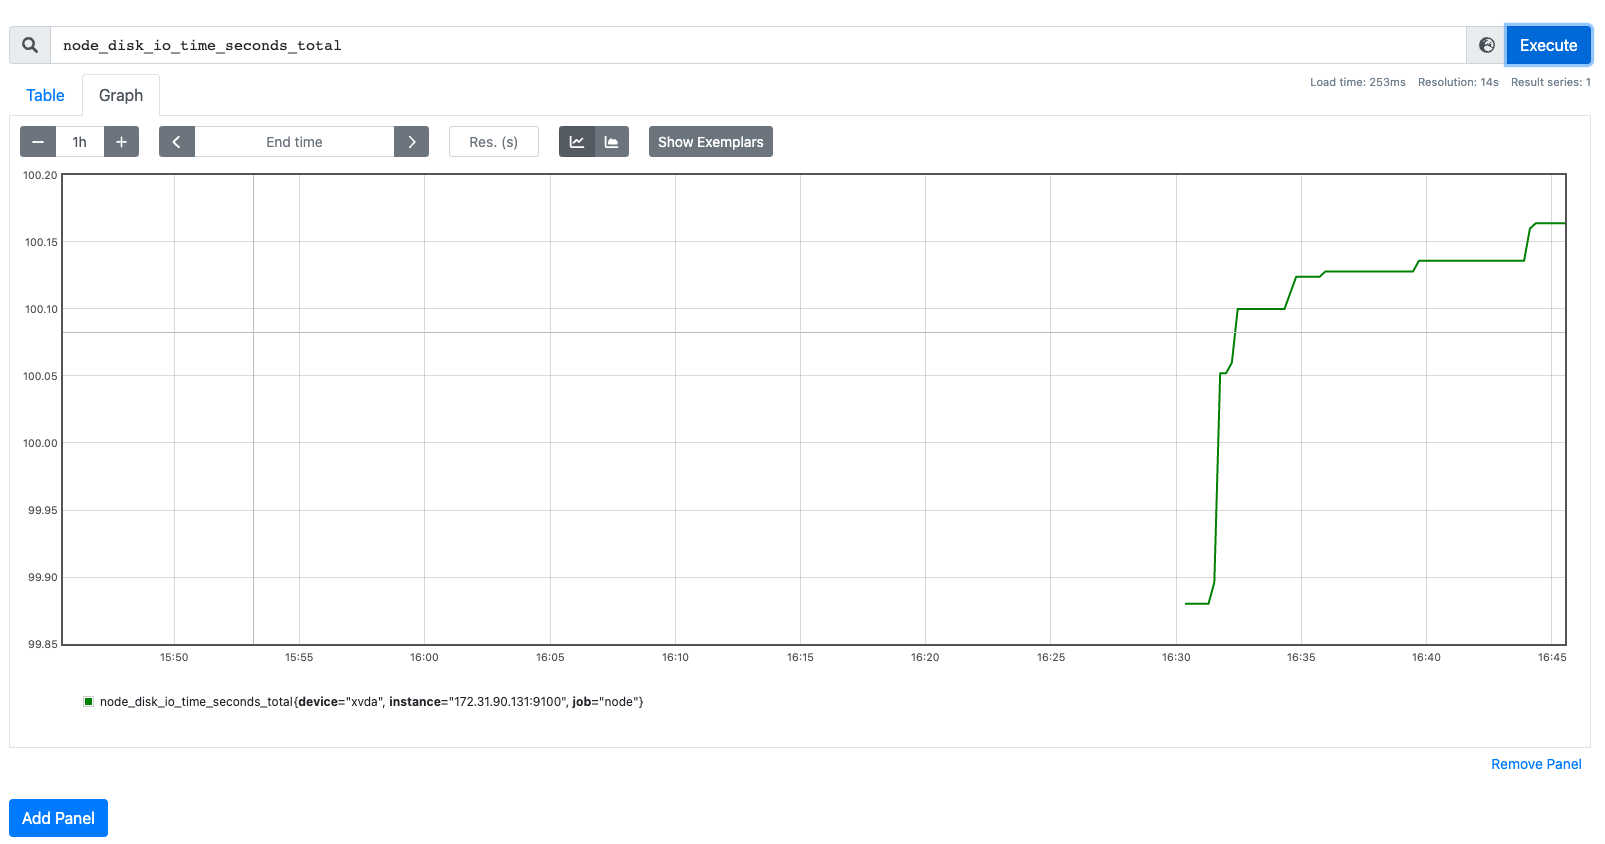 node_disk_io_time_seconds_total
Execute
Load time: 253ms Resolution: 14s Result series: 1
Table Graph
1h End time Res. (s) Show Exemplars
100.20
100.15
100.10
100.05
100.00
99.95
99.90
99.85
15:50 15:55 16:00 16:05 16:10 16:15 16:20 16:25 16:30 16:35 16:40 16:45
node_disk_io_time_seconds_total{device="xvda", instance="172.31.90.131:9100", job="node"}
Remove Panel
Add Panel